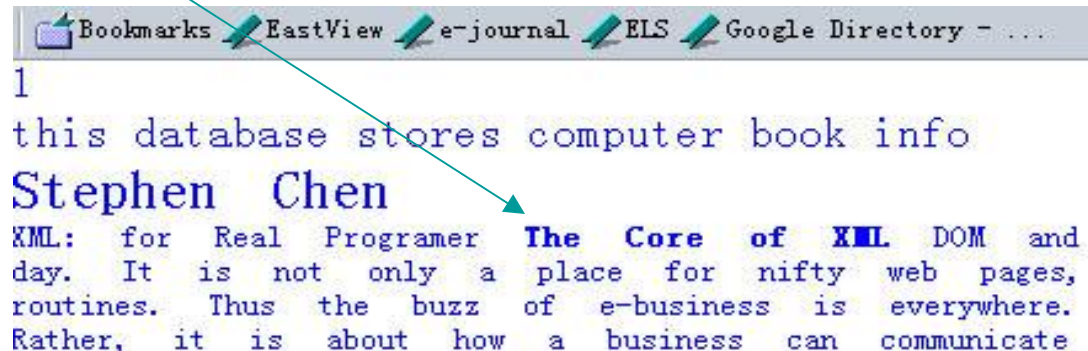 Bookmarks EastView e-journal ELS Google Directory - ...
1
this database stores computer book info
Stephen Chen
XML: for Real Programer The Core of XML DOM and
day. It is not only a place for nifty web pages,
routines. Thus the buzz of e-business is everywhere.
Rather, it is about how a business can communicate